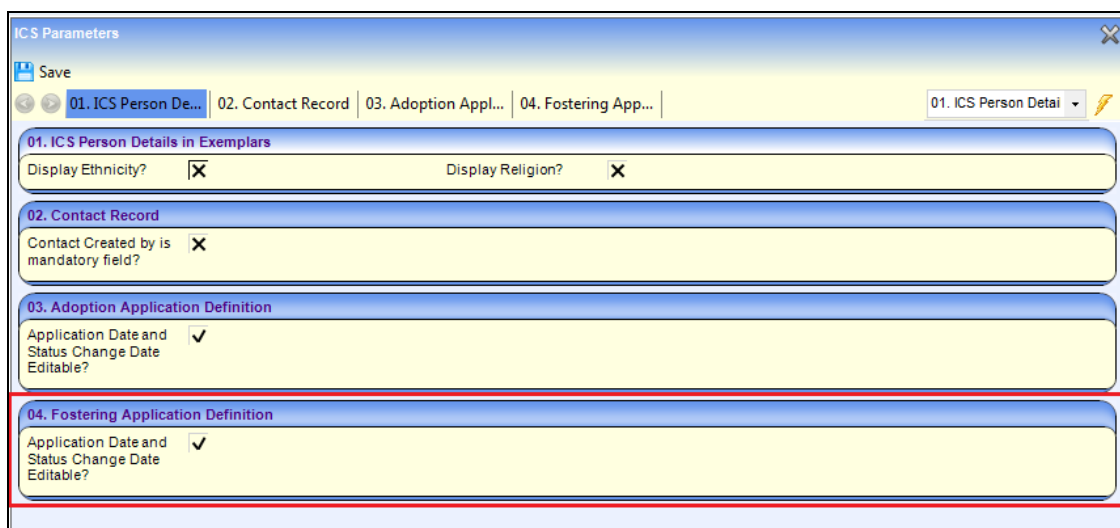 ICS Parameters
Save
01. ICS Person De... 02. Contact Record 03. Adoption Appl... 04. Fostering App... 01. ICS Person Detai
01. ICS Person Details in Exemplars
Display Ethnicity? Display Religion?
02. Contact Record
Contact Created by is
mandatory field?
03. Adoption Application Definition
Application Date and
Status Change Date
Editable?
04. Fostering Application Definition
Application Date and
Status Change Date
Editable?